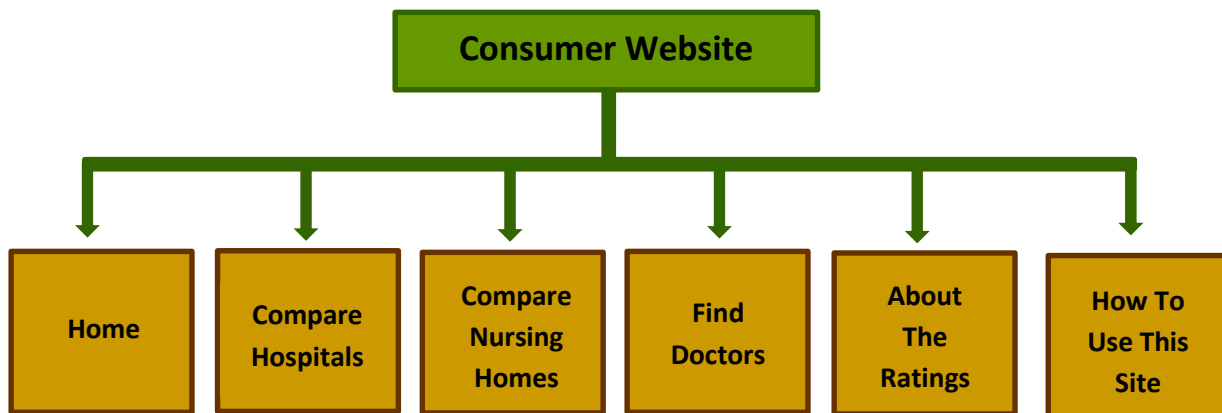 Consumer Website
Home
Compare
Hospitals
Compare
Nursing
Homes
Find
Doctors
About
The
Ratings
How To
Use This
Site